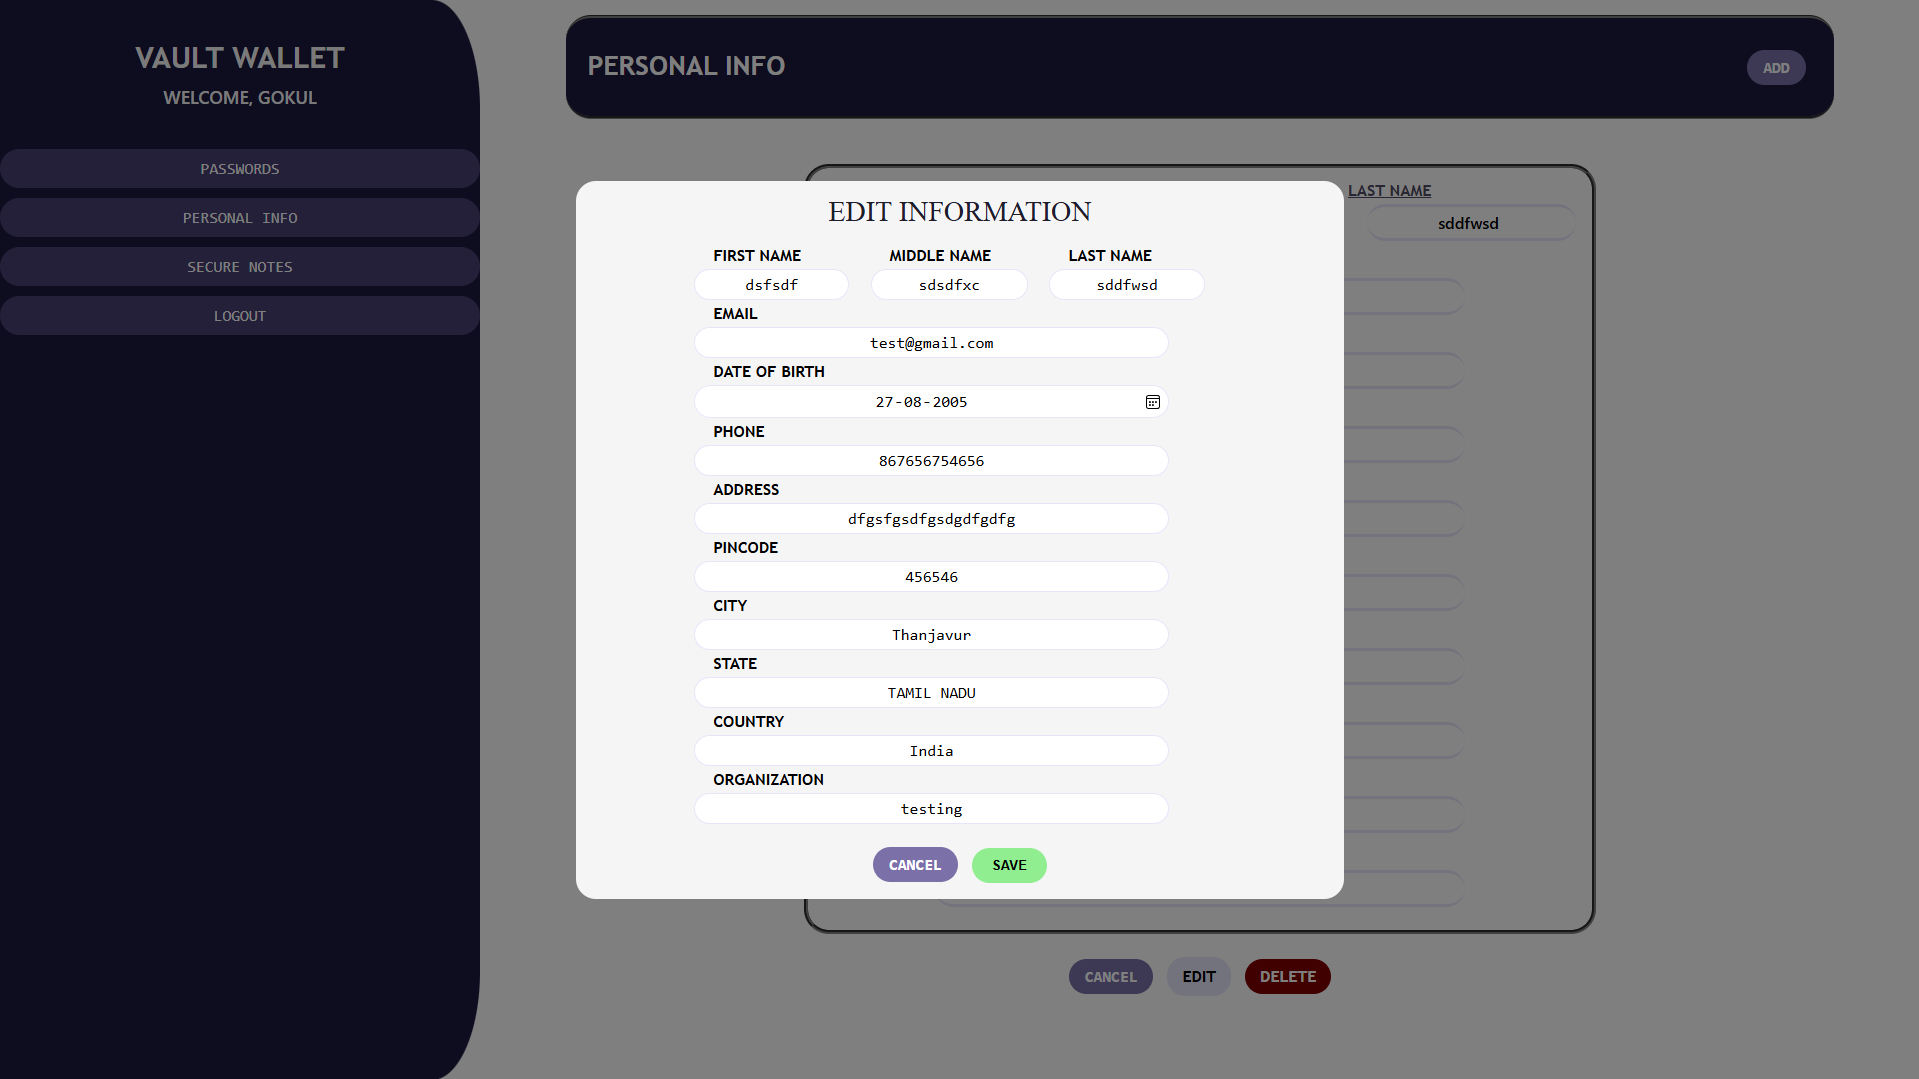 VAULT WALLET
WELCOME, GOKUL
PASSWORDS
PERSONAL INFO
SECURE NOTES
LOGOUT
PERSONAL INFO
ADD
LAST NAME
sddfwsd
EDIT INFORMATION
FIRST NAME MIDDLE NAME LAST NAME
dsfsdf sdsdfxc sddfwsd
EMAIL
test@gmail.com
DATE OF BIRTH
27-08-2005
PHONE
867656754656
ADDRESS
dfgsfgsdfgsdgdfgdfg
PINCODE
456546
CITY
Thanjavur
STATE
TAMIL NADU
COUNTRY
India
ORGANIZATION
testing
CANCEL SAVE
CANCEL EDIT DELETE